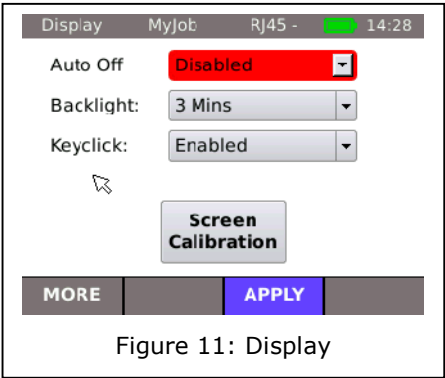 Display MyJob RJ45 - 14:28
Auto Off Disabled
Backlight: 3 Mins
Keyclick: Enabled
Screen
Calibration
MORE APPLY
Figure 11: Display